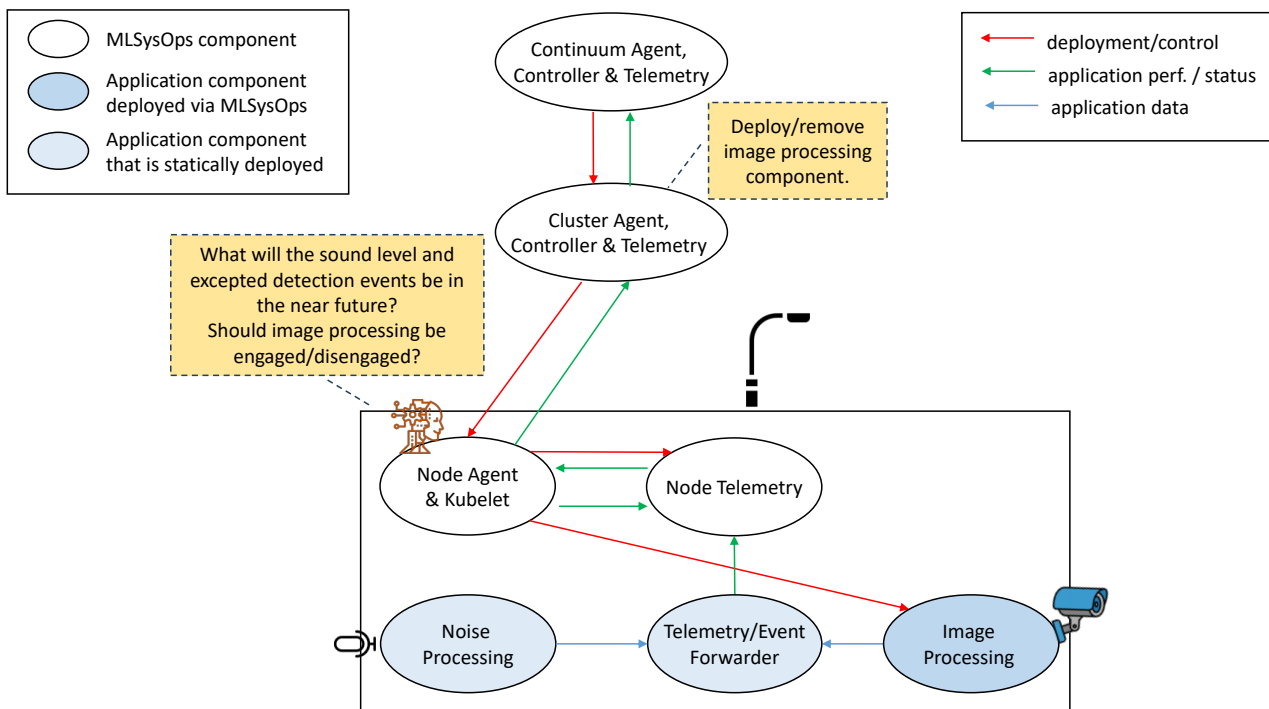 MLSysOps component
Application component
deployed via MLSysOps
Application component
that is statically deployed
Continuum Agent,
Controller & Telemetry
deployment/control
application perf. / status
application data
Deploy/remove
image processing
component.
Cluster Agent,
Controller & Telemetry
What will the sound level and
excepted detection events be in
the near future?
Should image processing be
engaged/disengaged?
Node Agent
& Kubelet
Node Telemetry
Noise
Processing
Telemetry/Event
Forwarder
Image
Processing